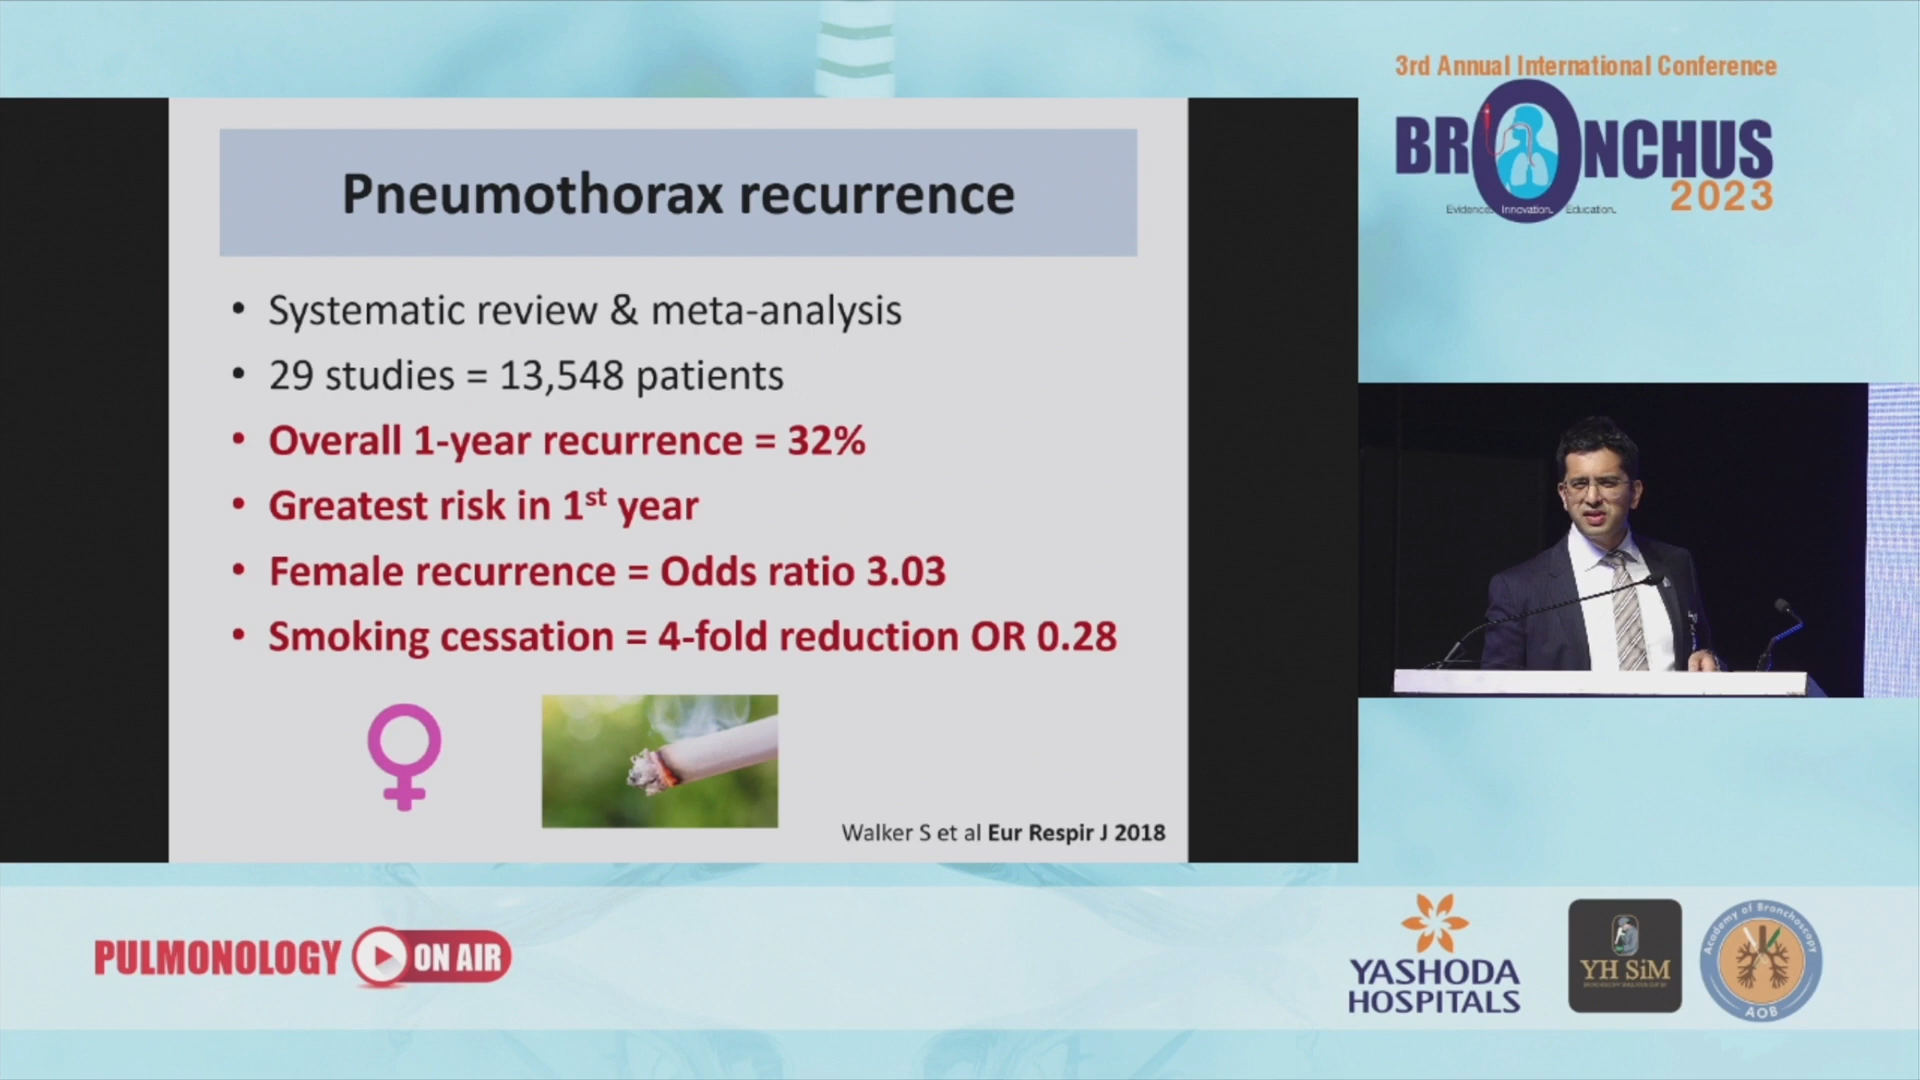 3rd Annual International Conference
BRONCHUS
2023
Evidence. Innovation. Education.
Pneumothorax recurrence
• Systematic review & meta-analysis
• 29 studies = 13,548 patients
• Overall 1-year recurrence = 32%
• Greatest risk in 1st year
• Female recurrence = Odds ratio 3.03
• Smoking cessation = 4-fold reduction OR 0.28
Walker S et al Eur Respir J 2018
PULMONOLOGY ON AIR
YASHODA
HOSPITALS
YH SiM
Academy of Bronchoscopy
AOB